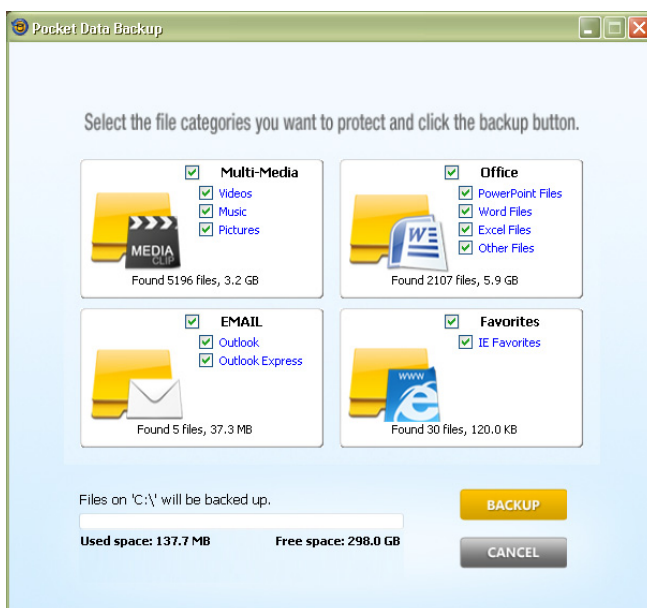 Pocket Data Backup
Select the file categories you want to protect and click the backup button.
Multi-Media
Videos
Music
Pictures
MEDIA
CLIP
Found 5196 files, 3.2 GB
Office
PowerPoint Files
Word Files
Excel Files
Other Files
W
Found 2107 files, 5.9 GB
EMAIL
Outlook
Outlook Express
Found 5 files, 37.3 MB
Favorites
IE Favorites
www
Found 30 files, 120.0 KB
Files on 'C:\' will be backed up.
Used space: 137.7 MB
Free space: 298.0 GB
BACKUP
CANCEL